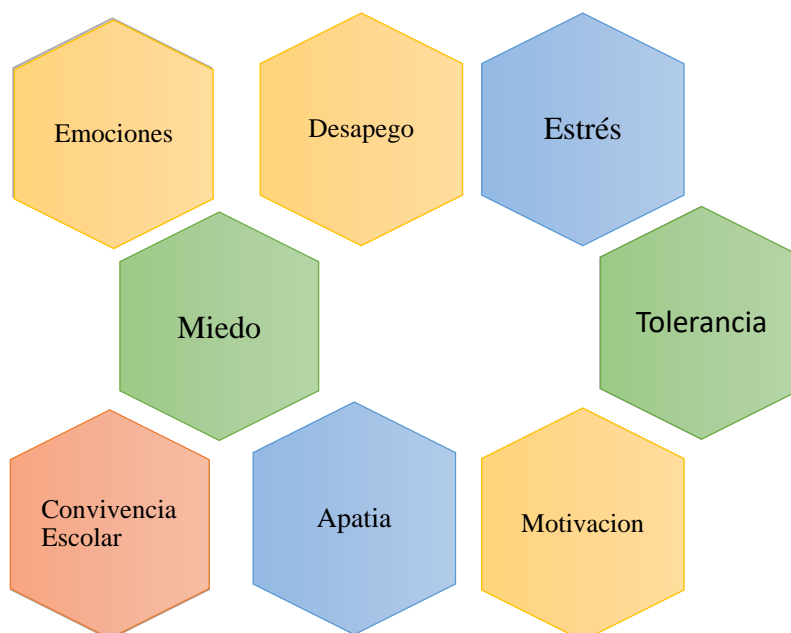 Emociones
Desapego
Estrés
Miedo
Tolerancia
Convivencia
Escolar
Apatia
Motivacion